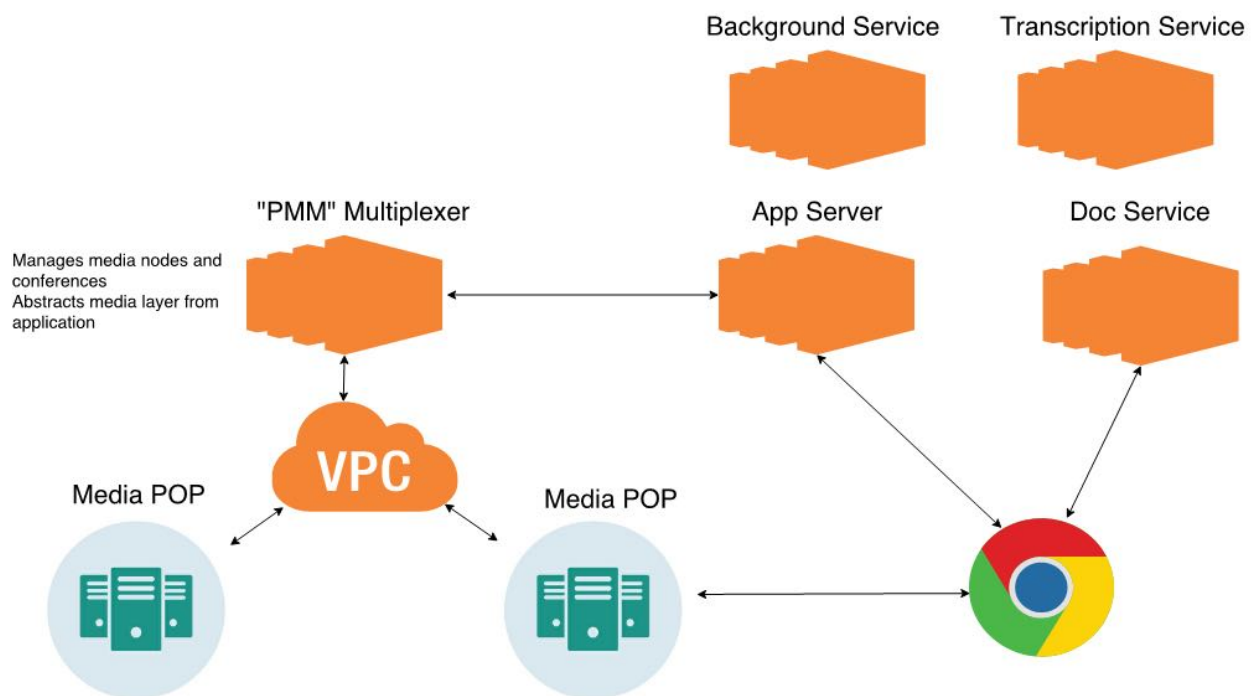 Background Service
Transcription Service
"PMM" Multiplexer
App Server
Doc Service
Manages media nodes and
conferences
Abstracts media layer from
application
VPC
Media POP
Media POP